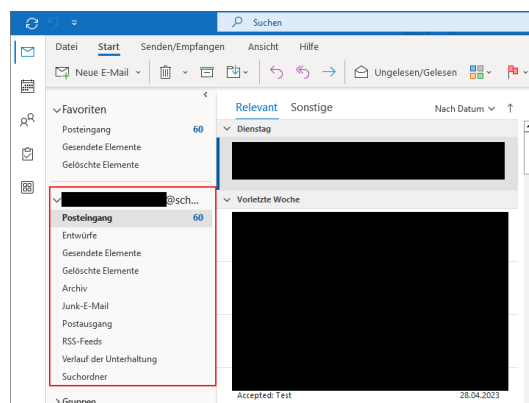 Suchen
Datei Start Senden/Empfangen Ansicht Hilfe
Neue E-Mail Ungelesen/Gelesen
Favoriten
Posteingang 60
Gesendete Elemente
Gelöschte Elemente
@sch...
Posteingang 60
Entwürfe
Gesendete Elemente
Gelöschte Elemente
Archiv
Junk-E-Mail
Postausgang
RSS-Feeds
Verlauf der Unterhaltung
Suchordner
Gruppen
Relevant Sonstige Nach Datum
Dienstag
Vorletzte Woche
Accepted: Test 28.04.2023